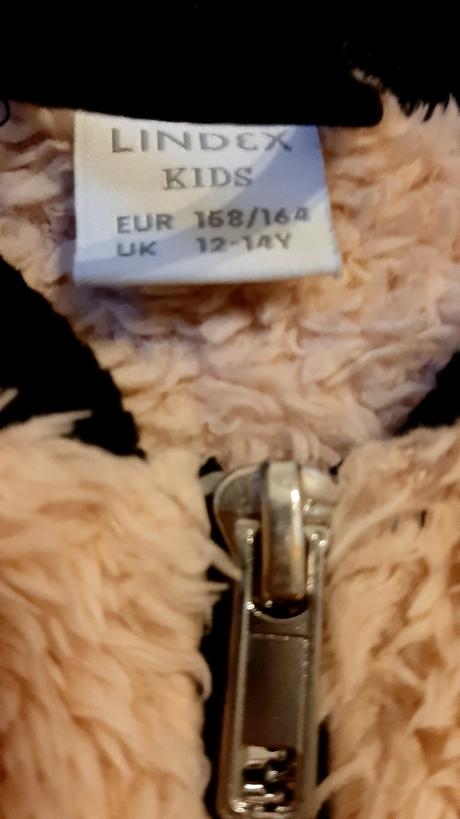 LINDEX
KIDS
EUR 158/164
UK 12-14Y